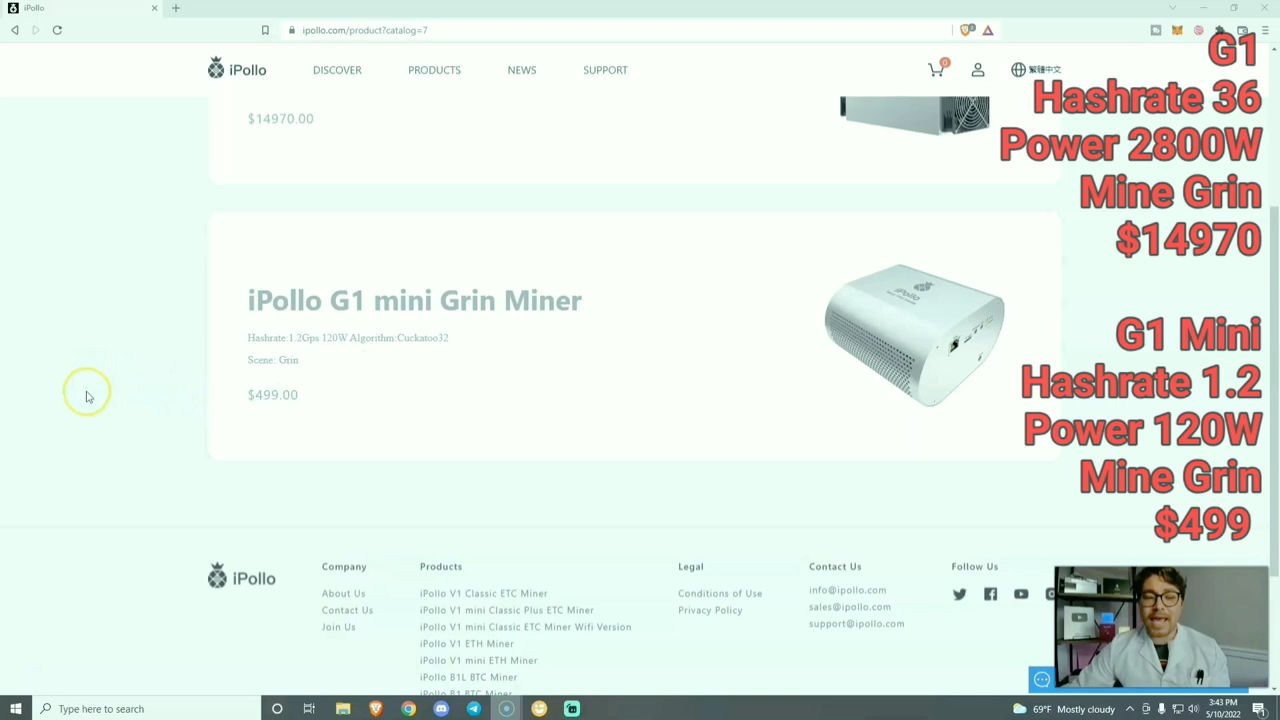 iPollo
ipollo.com/product?catalog=7
iPollo
DISCOVER
PRODUCTS
NEWS
SUPPORT
0
繁體中文
$14970.00
G1
Hashrate 36
Power 2800W
Mine Grin
$14970
iPollo G1 mini Grin Miner
Hashrate:1.2Gps 120W Algorithm:Cuckatoo32
Scene: Grin
$499.00
iPollo
G1 Mini
Hashrate 1.2
Power 120W
Mine Grin
$499
iPollo
Company
About Us
Contact Us
Join Us
Products
iPollo V1 Classic ETC Miner
iPollo V1 mini Classic Plus ETC Miner
iPollo V1 mini Classic ETC Miner Wifi Version
iPollo V1 ETH Miner
iPollo V1 mini ETH Miner
iPollo B1L BTC Miner
iPollo B1 BTC Miner
Legal
Conditions of Use
Privacy Policy
Contact Us
info@ipollo.com
sales@ipollo.com
support@ipollo.com
Follow Us
Type here to search
69°F Mostly cloudy
3:43 PM
5/10/2022